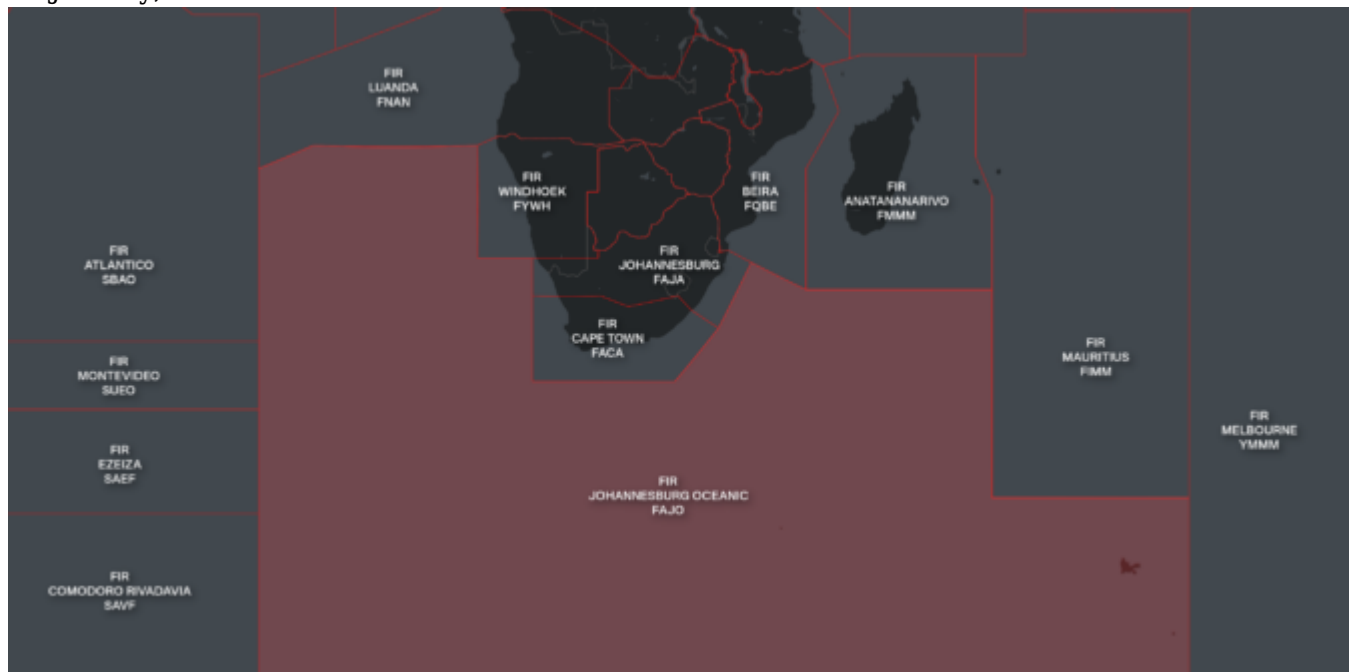 FIR
LUANDA
FNAN
FIR
WINDHOEK
FYWH
FIR
BEIRA
FQBE
FIR
ANATANANARIVO
FMMM
FIR
ATLANTICO
SBAO
FIR
JOHANNESBURG
FAJA
FIR
CAPE TOWN
FACA
FIR
MAURITIUS
FIMM
FIR
MONTEVIDEO
SUEO
FIR
MELBOURNE
YMMM
FIR
EZEIZA
SAEF
FIR
JOHANNESBURG OCEANIC
FAJO
FIR
COMODORO RIVADAVIA
SAVF